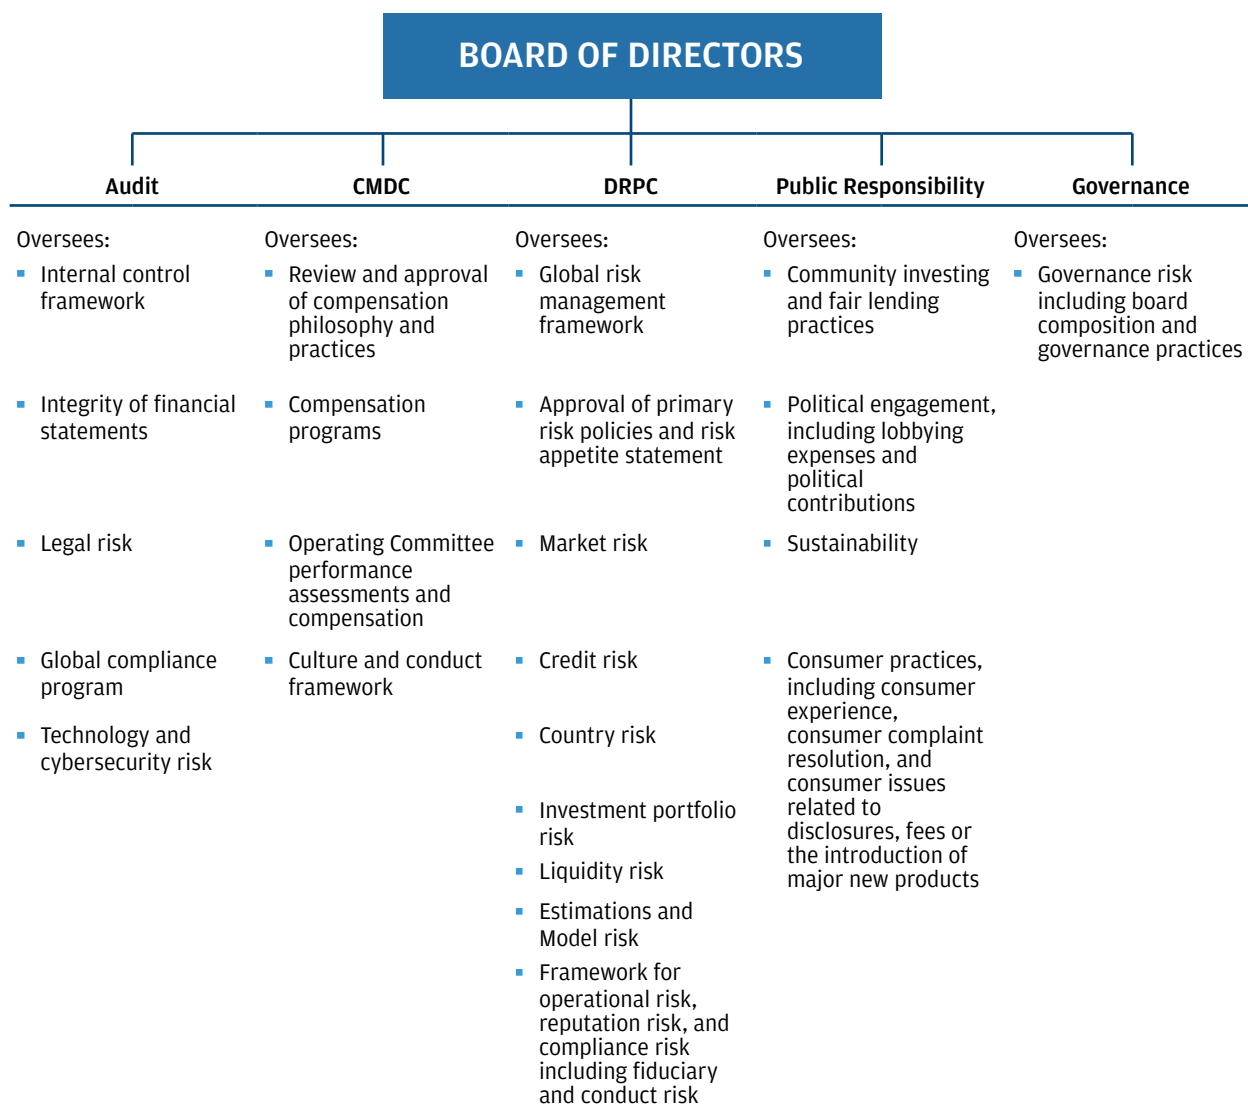 BOARD OF DIRECTORS
Audit
Oversees:
Internal control
framework
Integrity of financial
statements
Legal risk
Global compliance
program
Technology and
cybersecurity risk
CMDC
Oversees:
Review and approval
of compensation
philosophy and
practices
Compensation
programs
Operating Committee
performance
assessments and
compensation
Culture and conduct
framework
DRPC
Oversees:
Global risk
management
framework
Approval of primary
risk policies and risk
appetite statement
Market risk
Credit risk
Country risk
Investment portfolio
risk
Liquidity risk
Estimations and
Model risk
Framework for
operational risk,
reputation risk, and
compliance risk
including fiduciary
and conduct risk
Public Responsibility
Oversees:
Community investing
and fair lending
practices
Political engagement,
including lobbying
expenses and
political
contributions
Sustainability
Consumer practices,
including consumer
experience,
consumer complaint
resolution, and
consumer issues
related to
disclosures, fees or
the introduction of
major new products
Governance
Oversees:
Governance risk
including board
composition and
governance practices